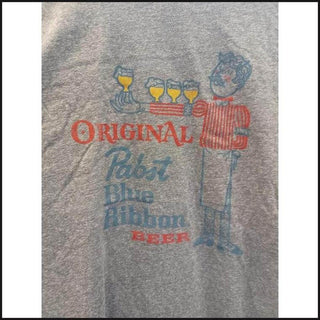 ORIGINAL
Pabst
Blue
Ribbon
BEER